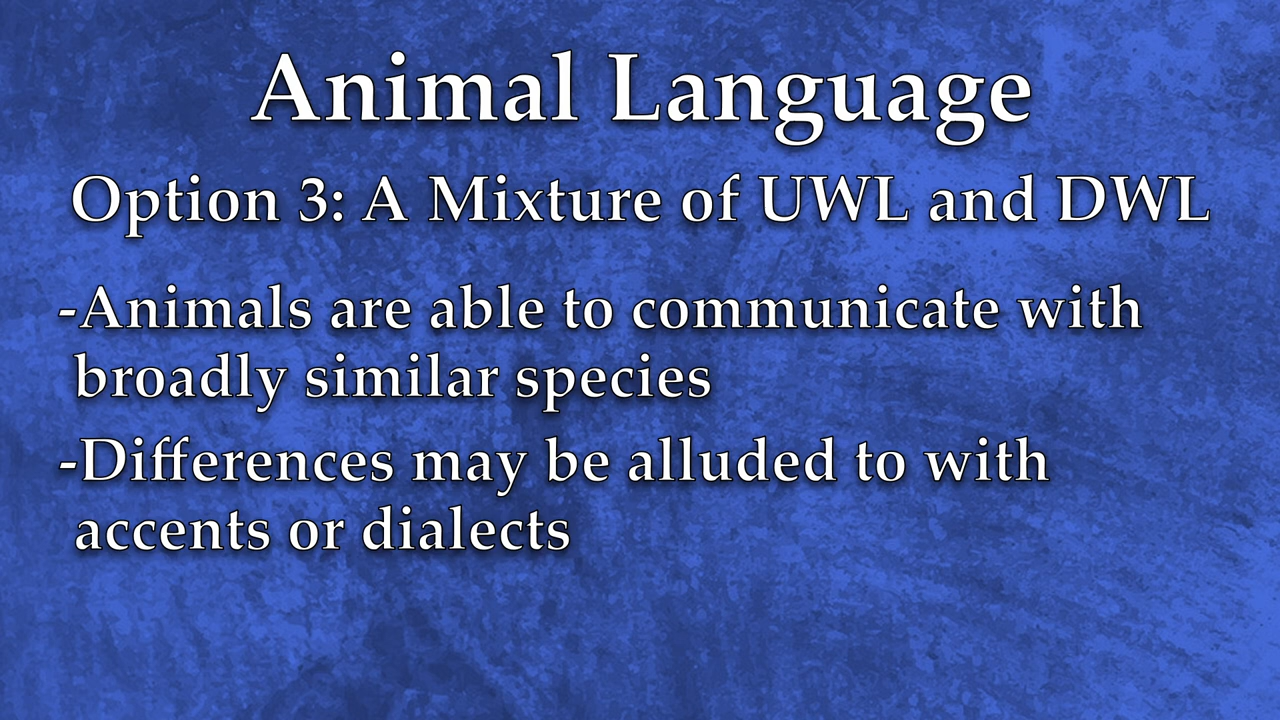 Animal Language
Option 3: A Mixture of UWL and DWL
-Animals are able to communicate with
broadly similar species
-Differences may be alluded to with
accents or dialects